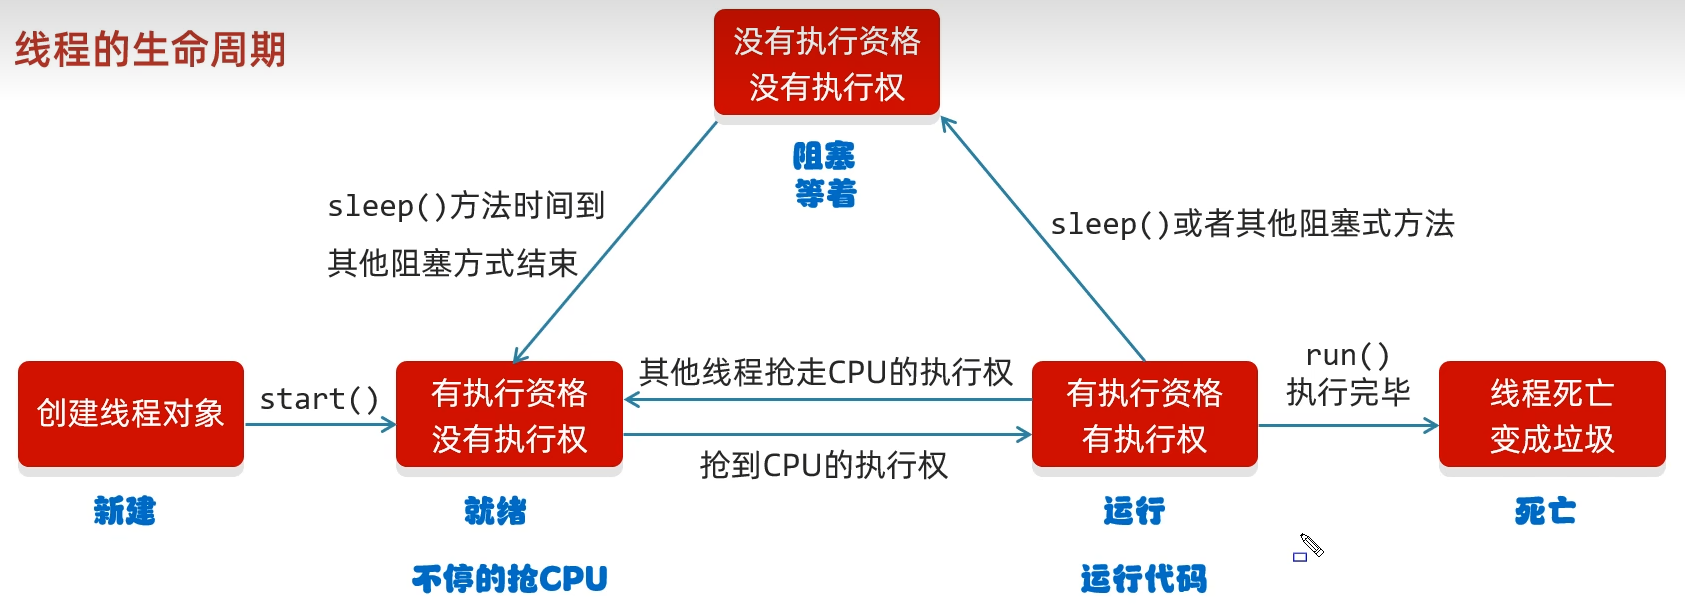 线程的生命周期
没有执行资格
没有执行权
阻塞
等着
sleep()方法时间到
其他阻塞方式结束
sleep()或者其他阻塞式方法
创建线程对象
新建
start()
有执行资格
没有执行权
就绪
不停的抢CPU
其他线程抢走CPU的执行权
抢到CPU的执行权
有执行资格
有执行权
运行
运行代码
run()
执行完毕
线程死亡
变成垃圾
死亡